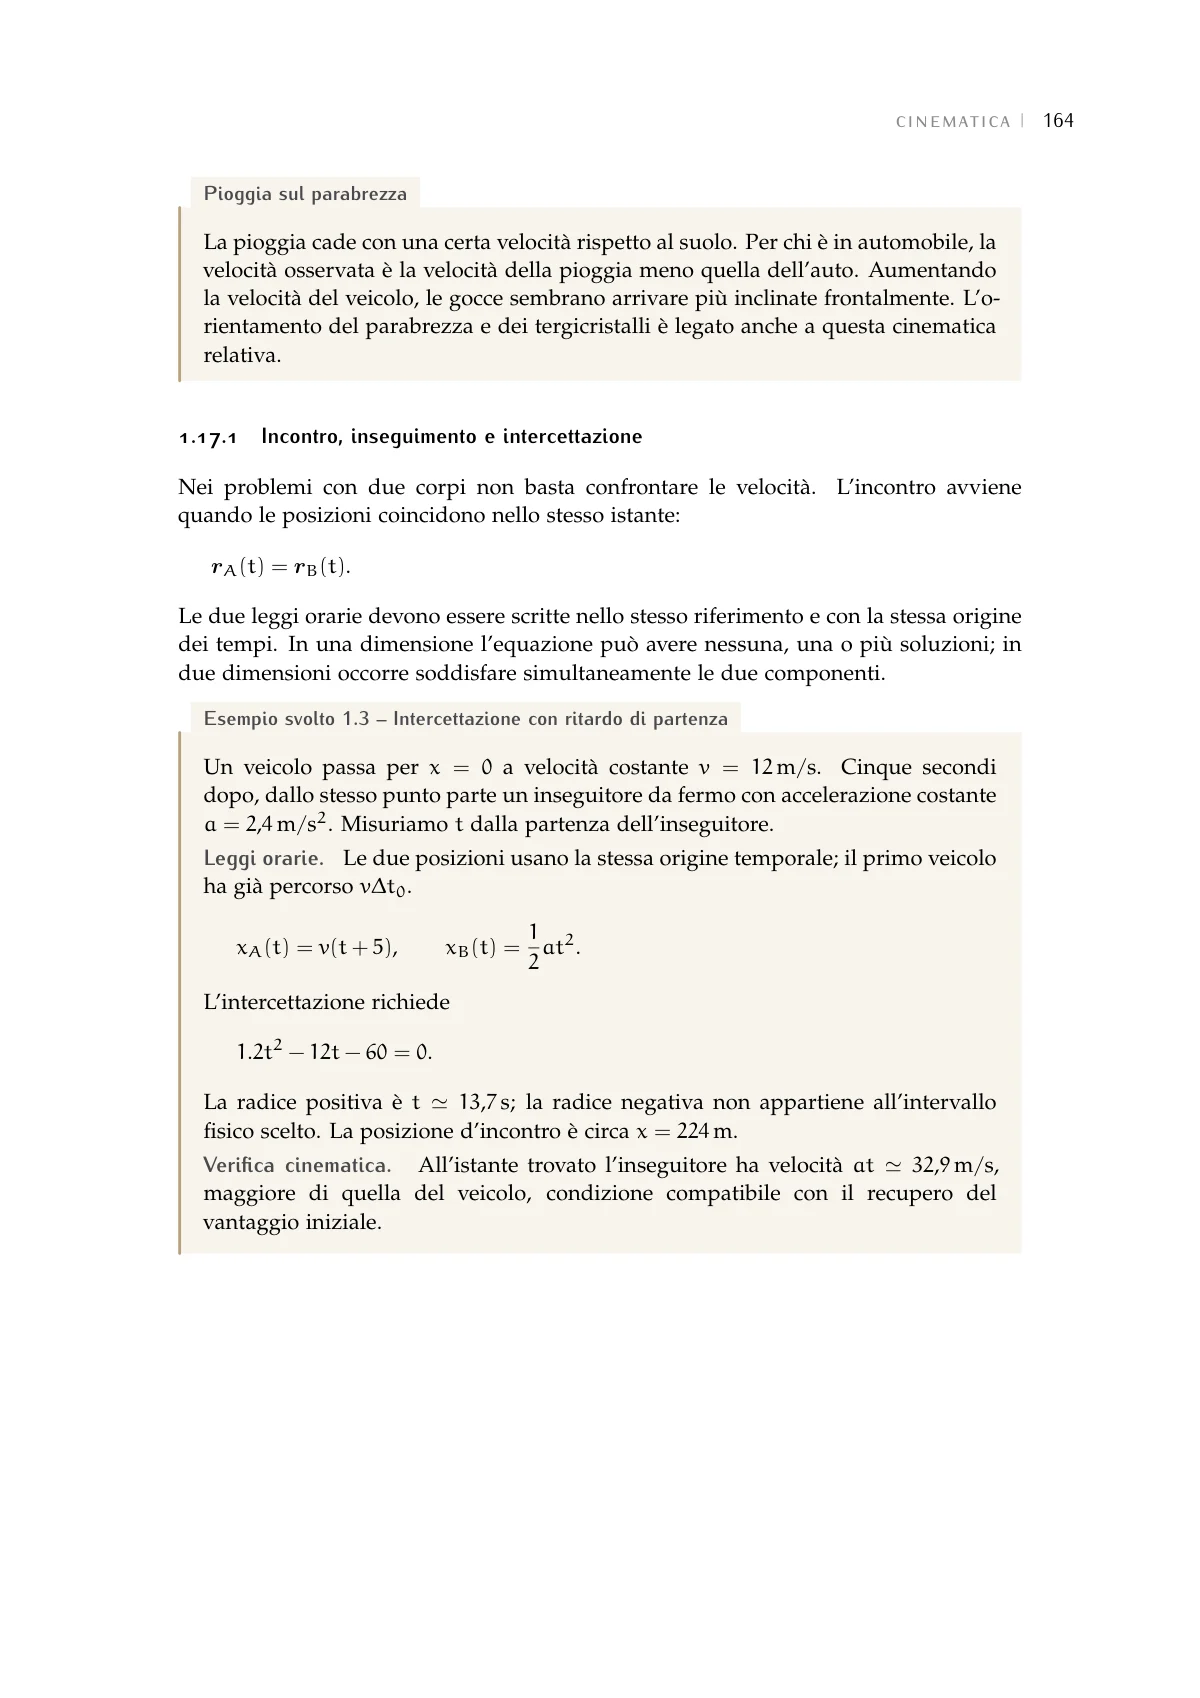 CINEMATICA | 164
Pioggia sul parabrezza
La pioggia cade con una certa velocità rispetto al suolo. Per chi è in automobile, la
velocità osservata è la velocità della pioggia meno quella dell’auto. Aumentando
la velocità del veicolo, le gocce sembrano arrivare più inclinate frontalmente. L’o-
rientamento del parabrezza e dei tergicristalli è legato anche a questa cinematica
relativa.
1.17.1 Incontro, inseguimento e intercettazione
Nei problemi con due corpi non basta confrontare le velocità. L’incontro avviene
quando le posizioni coincidono nello stesso istante:
r_A(t) = r_B(t).
Le due leggi orarie devono essere scritte nello stesso riferimento e con la stessa origine
dei tempi. In una dimensione l’equazione può avere nessuna, una o più soluzioni; in
due dimensioni occorre soddisfare simultaneamente le due componenti.
Esempio svolto 1.3 – Intercettazione con ritardo di partenza
Un veicolo passa per x = 0 a velocità costante v = 12 m/s. Cinque secondi
dopo, dallo stesso punto parte un inseguitore da fermo con accelerazione costante
a = 2,4 m/s². Misuriamo t dalla partenza dell’inseguitore.
Leggi orarie. Le due posizioni usano la stessa origine temporale; il primo veicolo
ha già percorso vΔt₀.
x_A(t) = v(t + 5), x_B(t) = 1/2 at².
L’intercettazione richiede
1.2t² − 12t − 60 = 0.
La radice positiva è t ≃ 13,7 s; la radice negativa non appartiene all’intervallo
fisico scelto. La posizione d’incontro è circa x = 224 m.
Verifica cinematica. All’istante trovato l’inseguitore ha velocità at ≃ 32,9 m/s,
maggiore di quella del veicolo, condizione compatibile con il recupero del
vantaggio iniziale.